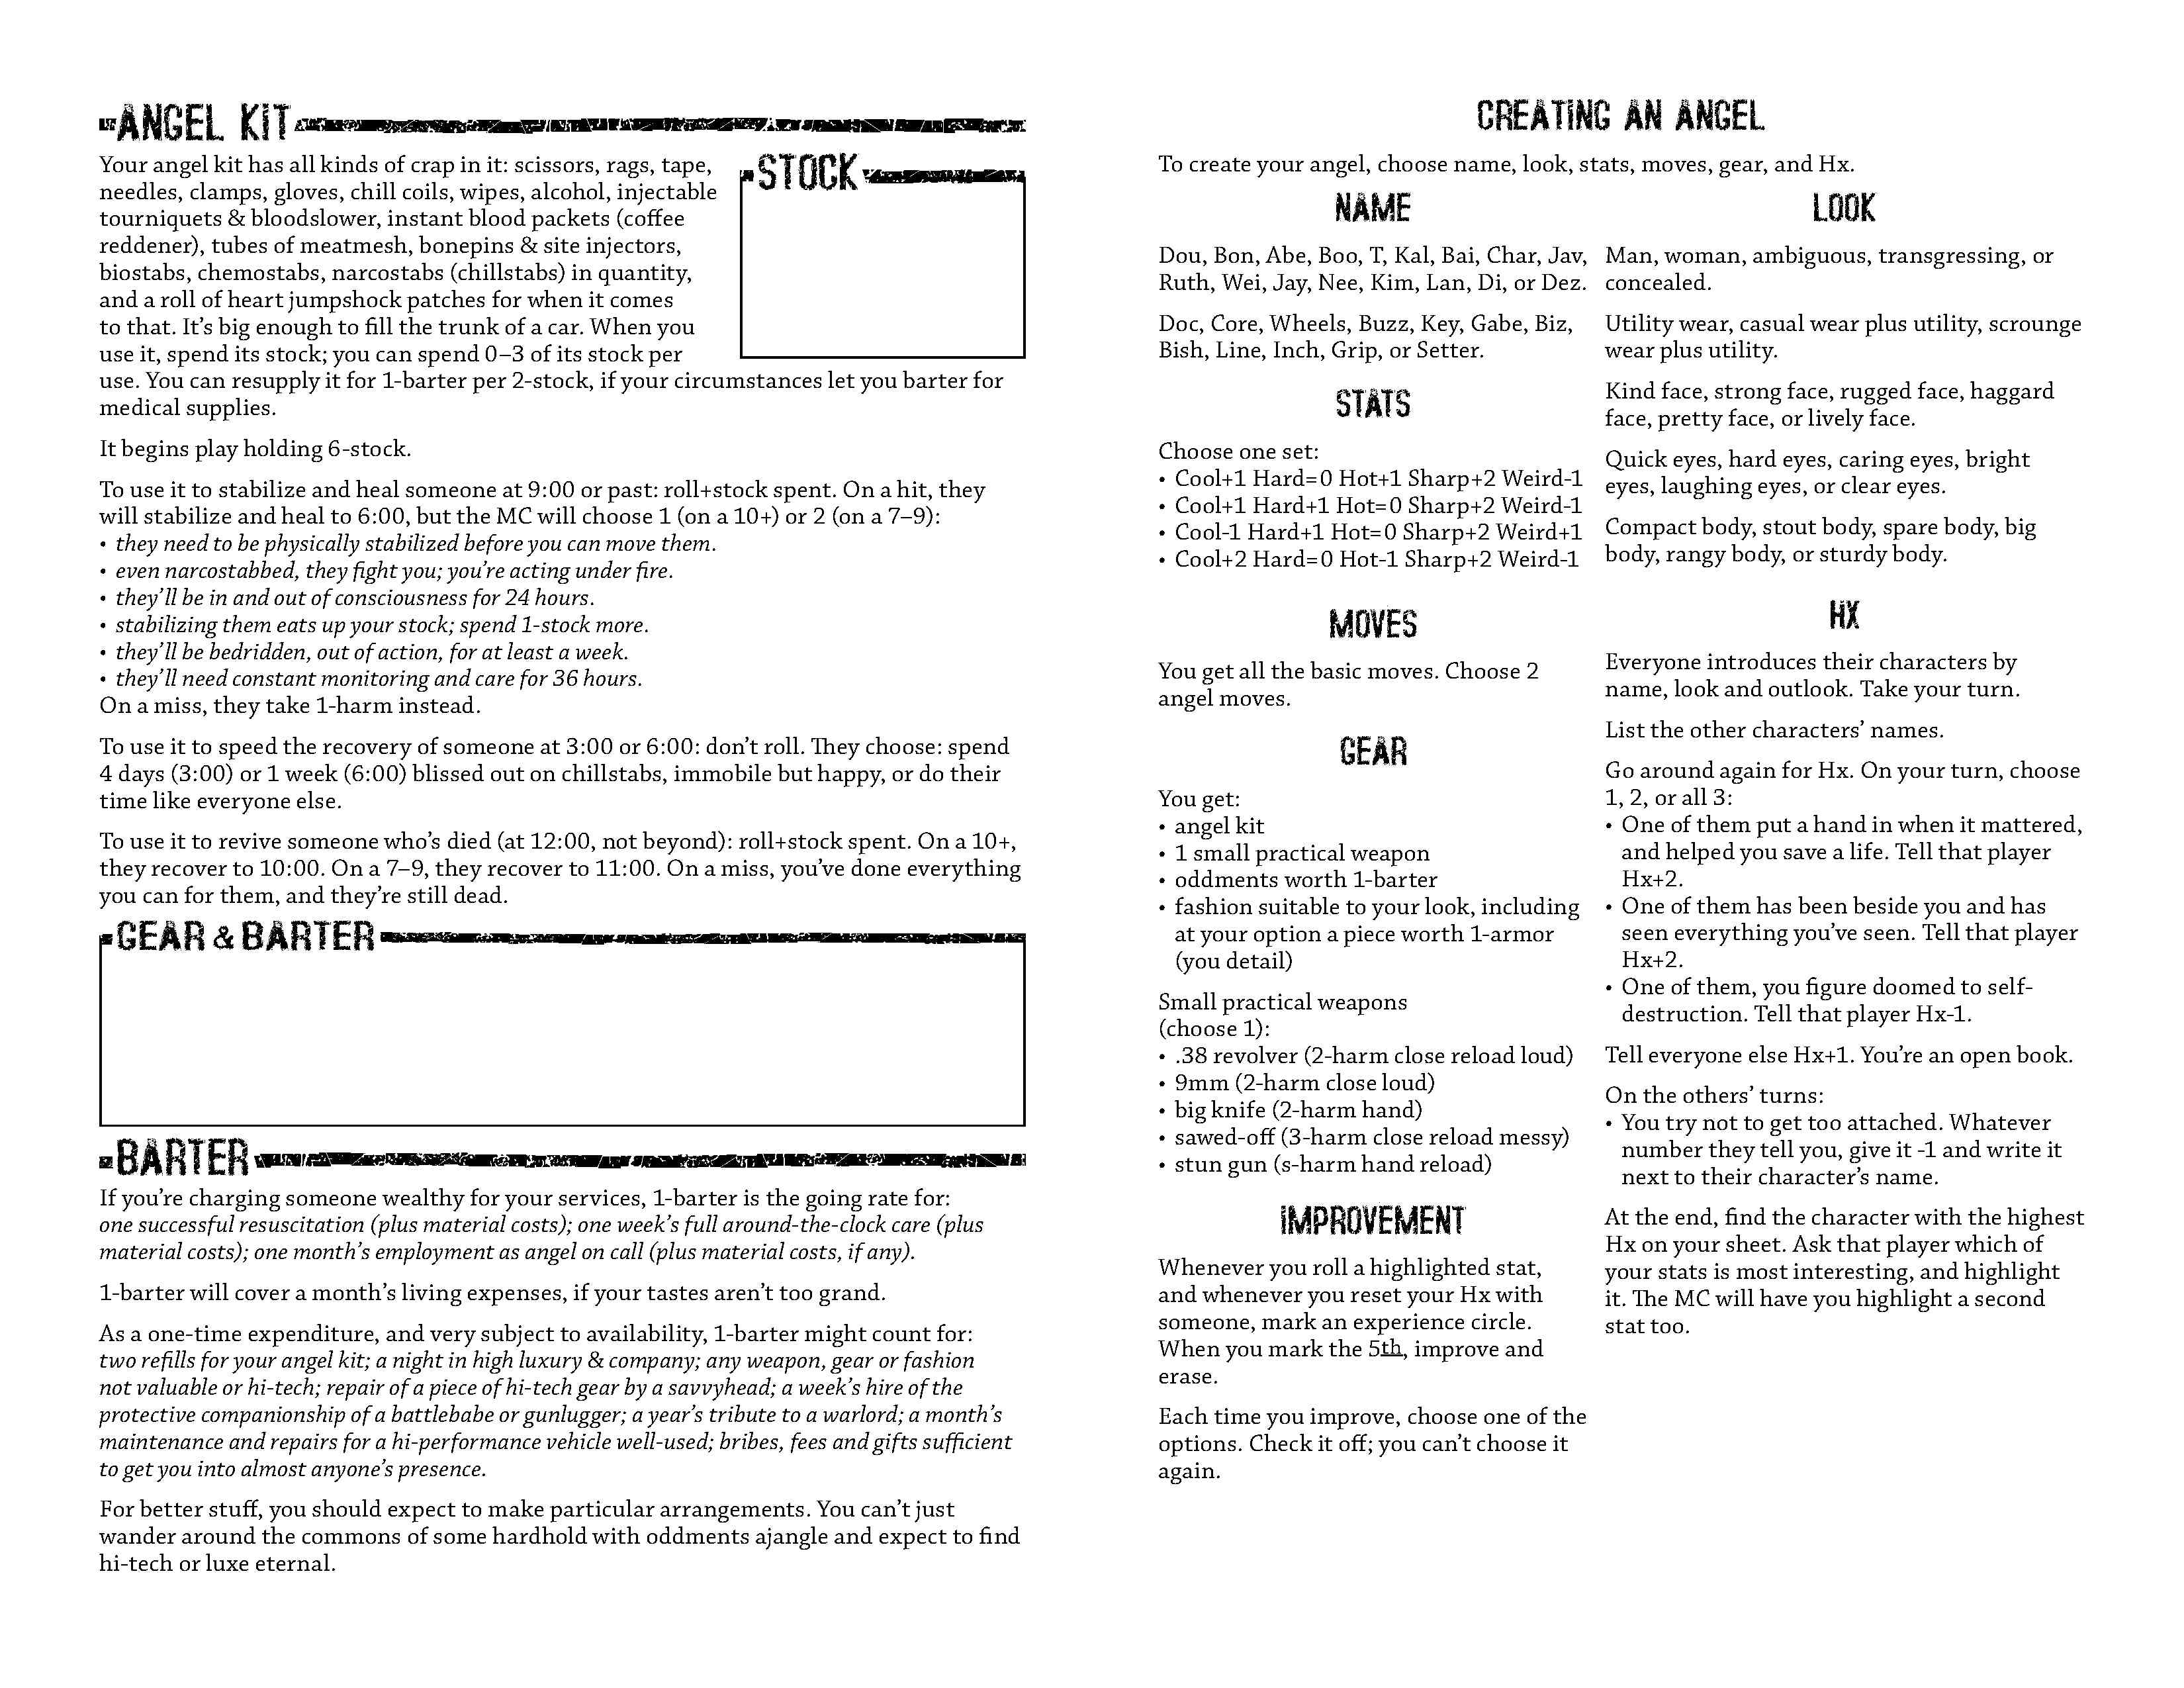 ANGEL KIT
Your angel kit has all kinds of crap in it: scissors, rags, tape,
needles, clamps, gloves, chill coils, wipes, alcohol, injectable
tourniquets & bloodslower, instant blood packets (coffee
reddener), tubes of meatmesh, bonepins & site injectors,
biostabs, chemostabs, narcostabs (chillstabs) in quantity,
and a roll of heart jumpshock patches for when it comes
to that. It’s big enough to fill the trunk of a car. When you
use it, spend its stock; you can spend 0–3 of its stock per
use. You can resupply it for 1-barter per 2-stock, if your circumstances let you barter for
medical supplies.
STOCK
It begins play holding 6-stock.
To use it to stabilize and heal someone at 9:00 or past: roll+stock spent. On a hit, they
will stabilize and heal to 6:00, but the MC will choose 1 (on a 10+) or 2 (on a 7–9):
• they need to be physically stabilized before you can move them.
• even narcostabbed, they fight you; you’re acting under fire.
• they’ll be in and out of consciousness for 24 hours.
• stabilizing them eats up your stock; spend 1-stock more.
• they’ll be bedridden, out of action, for at least a week.
• they’ll need constant monitoring and care for 36 hours.
On a miss, they take 1-harm instead.
To use it to speed the recovery of someone at 3:00 or 6:00: don’t roll. They choose: spend
4 days (3:00) or 1 week (6:00) blissed out on chillstabs, immobile but happy, or do their
time like everyone else.
To use it to revive someone who’s died (at 12:00, not beyond): roll+stock spent. On a 10+,
they recover to 10:00. On a 7–9, they recover to 11:00. On a miss, you’ve done everything
you can for them, and they’re still dead.
GEAR & BARTER
BARTER
If you’re charging someone wealthy for your services, 1-barter is the going rate for:
one successful resuscitation (plus material costs); one week’s full around-the-clock care (plus
material costs); one month’s employment as angel on call (plus material costs, if any).
1-barter will cover a month’s living expenses, if your tastes aren’t too grand.
As a one-time expenditure, and very subject to availability, 1-barter might count for:
two refills for your angel kit; a night in high luxury & company; any weapon, gear or fashion
not valuable or hi-tech; repair of a piece of hi-tech gear by a savvyhead; a week’s hire of the
protective companionship of a battlebabe or gunlugger; a year’s tribute to a warlord; a month’s
maintenance and repairs for a hi-performance vehicle well-used; bribes, fees and gifts sufficient
to get you into almost anyone’s presence.
For better stuff, you should expect to make particular arrangements. You can’t just
wander around the commons of some hardhold with oddments ajangle and expect to find
hi-tech or luxe eternal.
CREATING AN ANGEL
To create your angel, choose name, look, stats, moves, gear, and Hx.
NAME
Dou, Bon, Abe, Boo, T, Kal, Bai, Char, Jav,
Ruth, Wei, Jay, Nee, Kim, Lan, Di, or Dez.
Doc, Core, Wheels, Buzz, Key, Gabe, Biz,
Bish, Line, Inch, Grip, or Setter.
STATS
Choose one set:
• Cool+1 Hard=0 Hot+1 Sharp+2 Weird-1
• Cool+1 Hard+1 Hot=0 Sharp+2 Weird-1
• Cool-1 Hard+1 Hot=0 Sharp+2 Weird+1
• Cool+2 Hard=0 Hot-1 Sharp+2 Weird-1
MOVES
You get all the basic moves. Choose 2
angel moves.
GEAR
You get:
• angel kit
• 1 small practical weapon
• oddments worth 1-barter
• fashion suitable to your look, including
at your option a piece worth 1-armor
(you detail)
Small practical weapons
(choose 1):
• .38 revolver (2-harm close reload loud)
• 9mm (2-harm close loud)
• big knife (2-harm hand)
• sawed-off (3-harm close reload messy)
• stun gun (s-harm hand reload)
IMPROVEMENT
Whenever you roll a highlighted stat,
and whenever you reset your Hx with
someone, mark an experience circle.
When you mark the 5th, improve and
erase.
Each time you improve, choose one of the
options. Check it off; you can’t choose it
again.
LOOK
Man, woman, ambiguous, transgressing, or
concealed.
Utility wear, casual wear plus utility, scrounge
wear plus utility.
Kind face, strong face, rugged face, haggard
face, pretty face, or lively face.
Quick eyes, hard eyes, caring eyes, bright
eyes, laughing eyes, or clear eyes.
Compact body, stout body, spare body, big
body, rangy body, or sturdy body.
HX
Everyone introduces their characters by
name, look and outlook. Take your turn.
List the other characters’ names.
Go around again for Hx. On your turn, choose
1, 2, or all 3:
• One of them put a hand in when it mattered,
and helped you save a life. Tell that player
Hx+2.
• One of them has been beside you and has
seen everything you’ve seen. Tell that player
Hx+2.
• One of them, you figure doomed to self-
destruction. Tell that player Hx-1.
Tell everyone else Hx+1. You’re an open book.
On the others’ turns:
• You try not to get too attached. Whatever
number they tell you, give it -1 and write it
next to their character’s name.
At the end, find the character with the highest
Hx on your sheet. Ask that player which of
your stats is most interesting, and highlight
it. The MC will have you highlight a second
stat too.